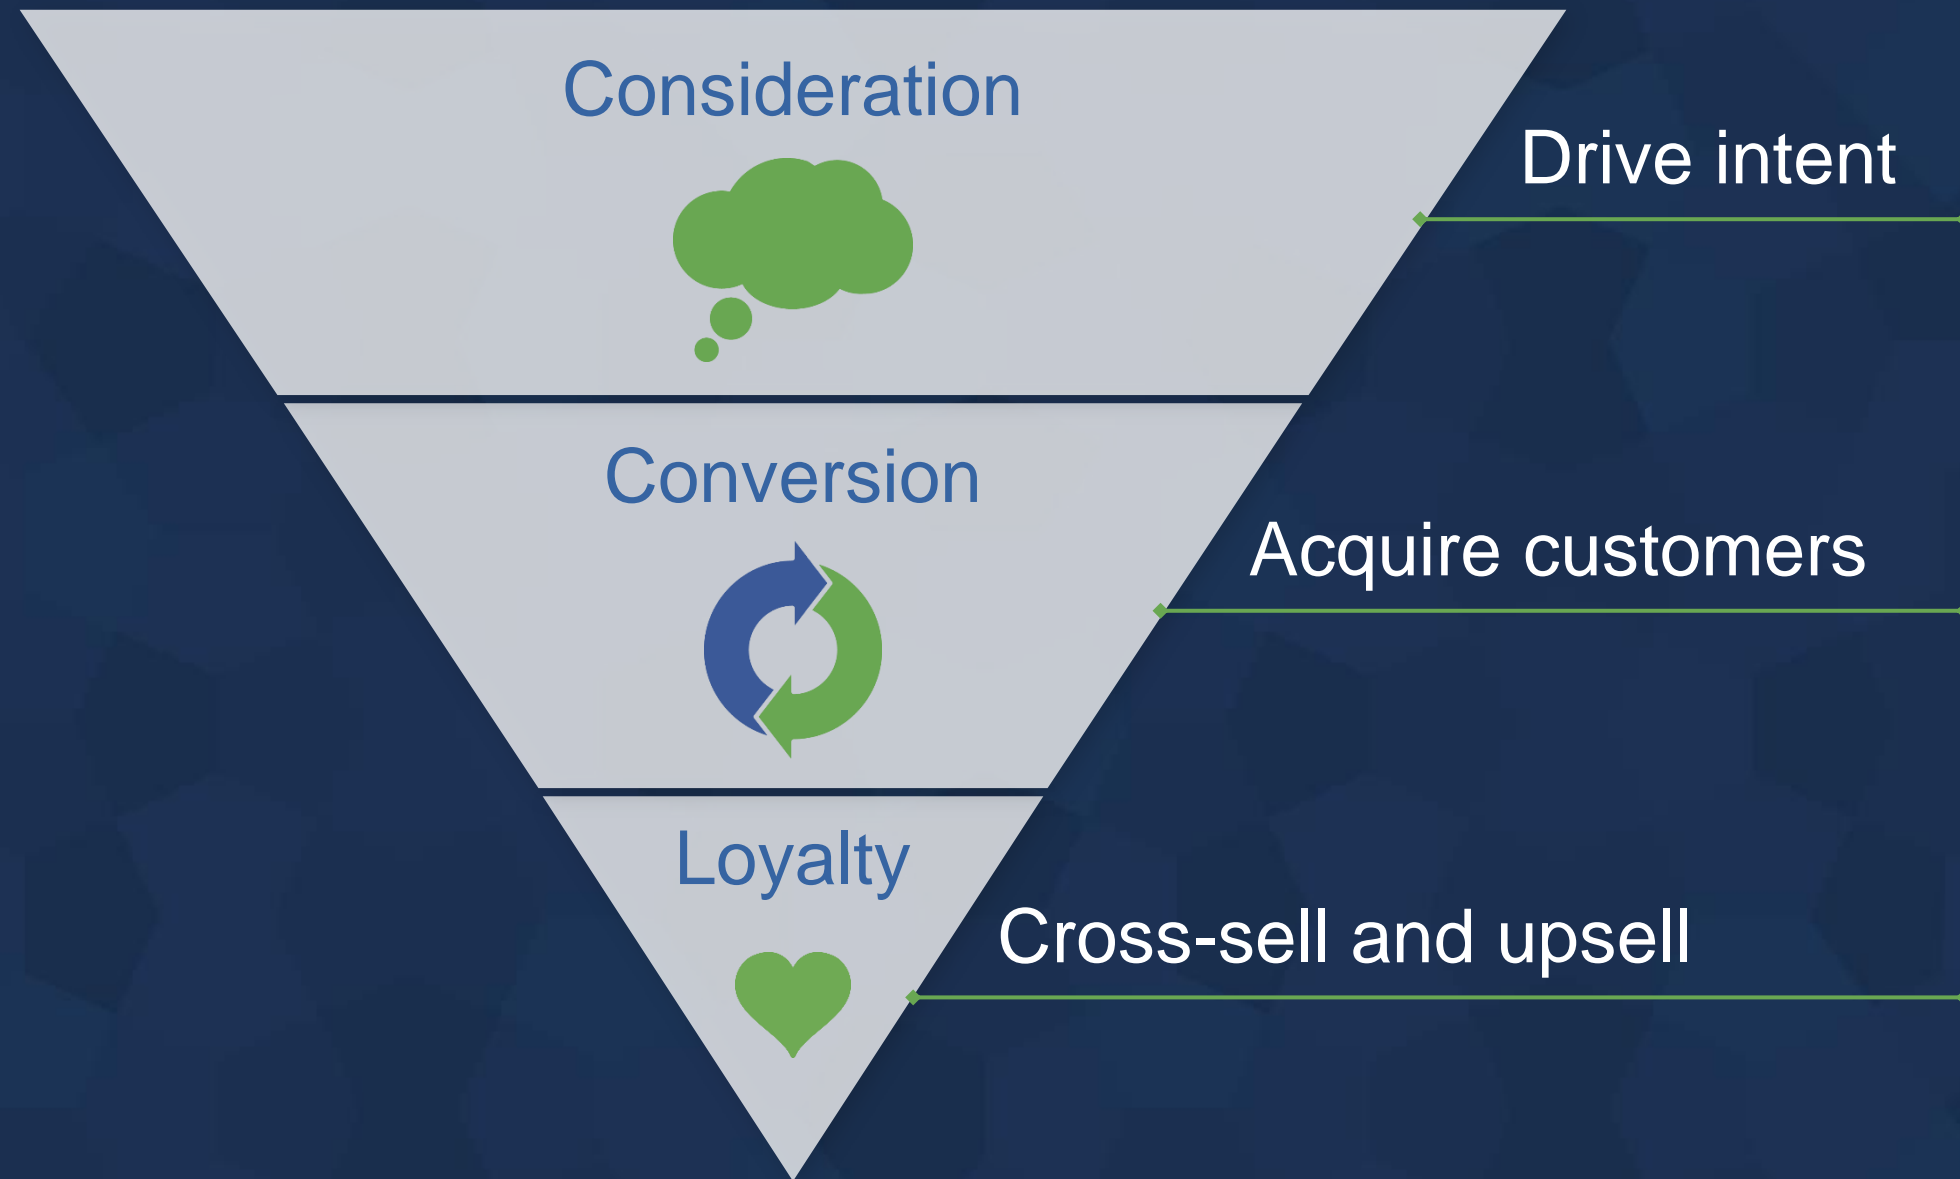 Consideration
Drive intent
Conversion
Acquire customers
Loyalty
Cross-sell and upsell